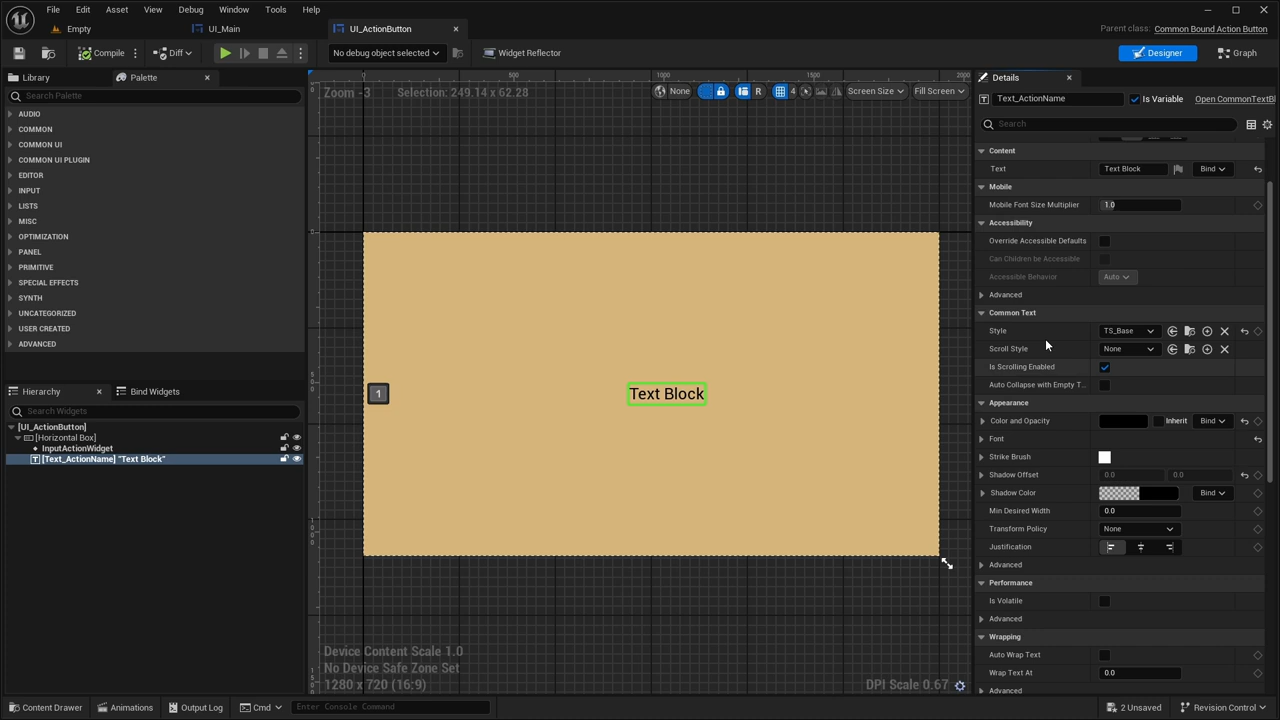 File Edit Asset View Debug Window Tools Help
Empty UI_Main UI_ActionButton Parent class: Common Bound Action Button
Compile Diff No debug object selected Widget Reflector Designer Graph
Library Palette Details
Search Palette
Zoom -3 Selection: 249.14 x 62.28 None R 4 Screen Size Fill Screen
0 500 1000 1500 2000
Text_ActionName Is Variable Open CommonTextBl
Search
AUDIO
COMMON
COMMON UI
COMMON UI PLUGIN
EDITOR
INPUT
LISTS
MISC
OPTIMIZATION
PANEL
PRIMITIVE
SPECIAL EFFECTS
SYNTH
UNCATEGORIZED
USER CREATED
ADVANCED
Hierarchy Bind Widgets
Search Widgets
[UI_ActionButton]
[Horizontal Box]
InputActionWidget
[Text_ActionName] "Text Block"
1 Text Block
Device Content Scale 1.0
No Device Safe Zone Set
1280 x 720 (16:9) DPI Scale 0.67
Content
Text Text Block Bind
Mobile
Mobile Font Size Multiplier 1.0
Accessibility
Override Accessible Defaults
Can Children be Accessible
Accessible Behavior Auto
Advanced
Common Text
Style TS_Base
Scroll Style None
Is Scrolling Enabled
Auto Collapse with Empty T...
Appearance
Color and Opacity Inherit Bind
Font
Strike Brush
Shadow Offset 0.0 0.0
Shadow Color Bind
Min Desired Width 0.0
Transform Policy None
Justification
Advanced
Performance
Is Volatile
Advanced
Wrapping
Auto Wrap Text
Wrap Text At 0.0
Advanced
Content Drawer Animations Output Log Cmd Enter Console Command 2 Unsaved Revision Control